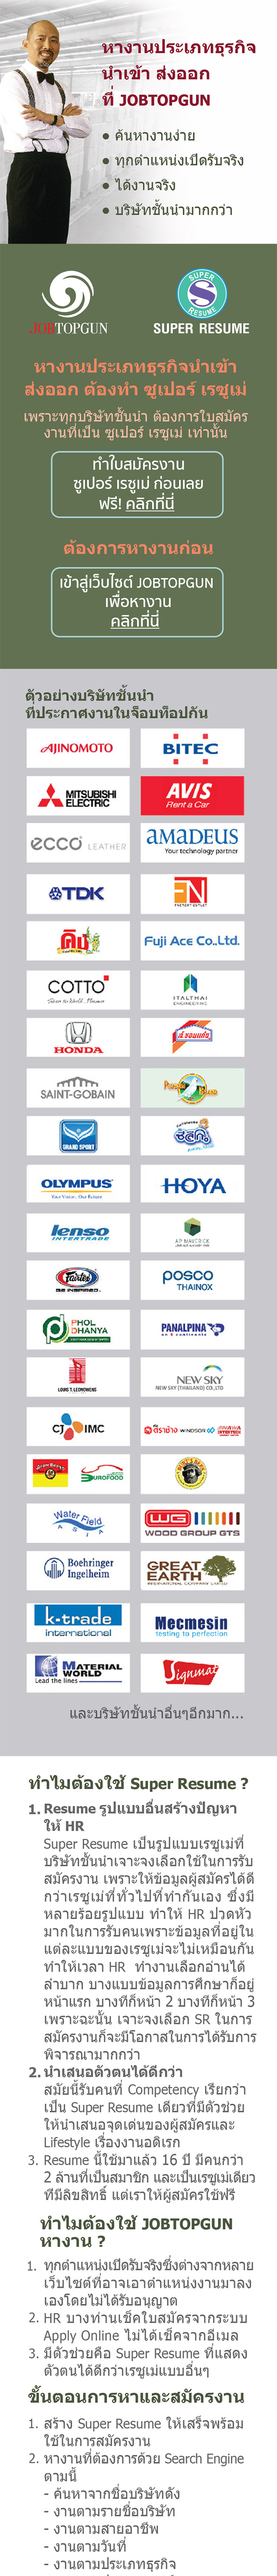 หางานประเภทธุรกิจ
นำเข้า ส่งออก
ที่ JOBTOPGUN
● ค้นหางานง่าย
● ทุกตำแหน่งเปิดรับจริง
● ได้งานจริง
● บริษัทชั้นนำมากกว่า
JOBTOPGUN
SUPER
S
RESUME
SUPER RESUME
หางานประเภทธุรกิจนำเข้า
ส่งออก ต้องทำ ซูเปอร์ เรซูเม่
เพราะทุกบริษัทชั้นนำ ต้องการใบสมัคร
งานที่เป็น ซูเปอร์ เรซูเม่ เท่านั้น
ทำใบสมัครงาน
ซูเปอร์ เรซูเม่ ก่อนเลย
ฟรี! คลิกที่นี่
ต้องการหางานก่อน
เข้าสู่เว็บไซต์ JOBTOPGUN
เพื่อหางาน
คลิกที่นี่
ตัวอย่างบริษัทชั้นนำ
ที่ประกาศงานในจ็อบท็อปกัน
AJINOMOTO
BITEC
MITSUBISHI
ELECTRIC
AVIS
Rent a Car
ecco LEATHER
amadeus
Your technology partner
TDK
FN
FACTORY OUTLET
Fuji Ace Co.,Ltd.
COTTO
ITALTHAI
ENGINEERING
HONDA
SAINT-GOBAIN
GRAND SPORT
OLYMPUS
Your Vision, Our Future
HOYA
lenso
INTERTRADE
AP MAVERICK
Fairtex
BE INSPIRED.
posco
THAINOX
PHOL
DHANYA
PANALPINA
on 6 continents
LOUIS T. LEONOWENS
NEW SKY
NEW SKY (THAILAND) CO.,LTD
CJ IMC
ตราช้าง WINDSOR
EUROFOOD
Water Field
ASIA
WG
WOOD GROUP GTS
Boehringer
Ingelheim
GREAT
EARTH
k-trade
international
Mecmesin
testing to perfection
MATERIAL
WORLD
Lead the lines
Signmat
และบริษัทชั้นนำอื่นๆอีกมาก...
ทำไมต้องใช้ Super Resume ?
1. Resume รูปแบบอื่นสร้างปัญหา
ให้ HR
Super Resume เป็นรูปแบบเรซูเม่ที่
บริษัทชั้นนำเจาะจงเลือกใช้ในการรับ
สมัครงาน เพราะให้ข้อมูลผู้สมัครได้ดี
กว่าเรซูเม่ที่ทั่วไปที่ทำกันเอง ซึ่งมี
หลายร้อยรูปแบบ ทำให้ HR ปวดหัว
มากในการรับคนเพราะข้อมูลที่อยู่ใน
แต่ละแบบของเรซูเม่จะไม่เหมือนกัน
ทำให้เวลา HR ทำงานเลือกอ่านได้
ลำบาก บางแบบข้อมูลการศึกษาก็อยู่
หน้าแรก บางทีก็หน้า 2 บางทีก็หน้า 3
เพราะฉะนั้น เจาะจงเลือก SR ในการ
สมัครงานก็จะมีโอกาสในการได้รับการ
พิจารณามากกว่า
2. นำเสนอตัวตนได้ดีกว่า
สมัยนี้รับคนที่ Competency เรียกว่า
เป็น Super Resume เดียวที่มีตัวช่วย
ให้นำเสนอจุดเด่นของผู้สมัครและ
Lifestyle เรื่องงานอดิเรก
3. Resume นี้ใช้มาแล้ว 16 ปี มีคนกว่า
2 ล้านที่เป็นสมาชิก และเป็นเรซูเม่เดียว
ที่มีลิขสิทธิ์ แต่เราให้ผู้สมัครใช้ฟรี
ทำไมต้องใช้ JOBTOPGUN
หางาน ?
1. ทุกตำแหน่งเปิดรับจริงซึ่งต่างจากหลาย
เว็บไซต์ที่อาจเอาตำแหน่งงานมาลง
เองโดยไม่ได้รับอนุญาต
2. HR บางท่านเช็คใบสมัครจากระบบ
Apply Online ไม่ได้เช็คจากอีเมล
3. มีตัวช่วยคือ Super Resume ที่แสดง
ตัวตนได้ดีกว่าเรซูเม่แบบอื่นๆ
ขั้นตอนการหาและสมัครงาน
1. สร้าง Super Resume ให้เสร็จพร้อม
ใช้ในการสมัครงาน
2. หางานที่ต้องการด้วย Search Engine
ตามนี้
- ค้นหาจากชื่อบริษัทดัง
- งานตามรายชื่อบริษัท
- งานตามสายอาชีพ
- งานตามวันที่
- งานตามประเภทธุรกิจ